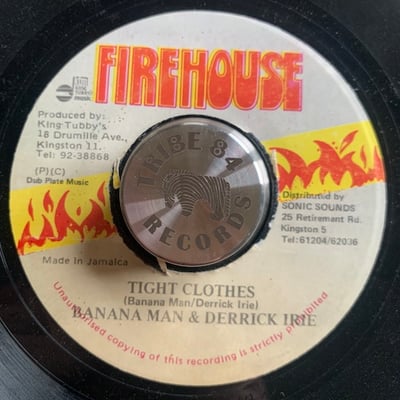 FIREHOUSE
Produced by:
King Tubby's
18 Drumille Ave.,
Kingston 11.
Tel: 92-38868
(P)(C)
Dub Plate Music
music
TRIBE 84
RECORDS
Distributed by
SONIC SOUNDS
25 Retirement Rd.
Kingston 5
Tel:61204/62036
Made in Jamaica
TIGHT CLOTHES
(Banana Man/Derrick Irie)
BANANA MAN & DERRICK IRIE
Unauthorised copying of this recording is strictly prohibited